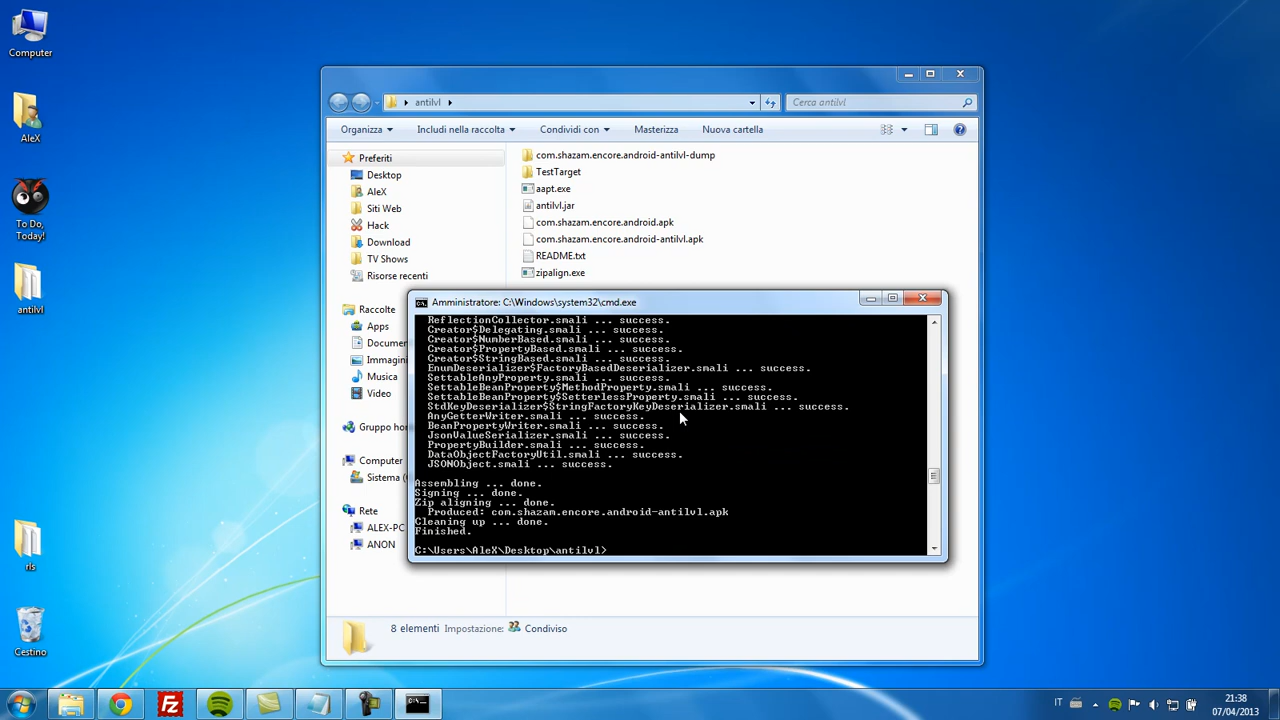 Computer
AleX
To Do,
Today!
antilvl
rls
Cestino
antilvl
Cerca antilvl
Organizza
Includi nella raccolta
Condividi con
Masterizza
Nuova cartella
Preferiti
Desktop
AleX
Siti Web
Hack
Download
TV Shows
Risorse recenti
Raccolte
Apps
Document
Immagini
Musica
Video
Gruppo hom
Computer
Sistema (
Rete
ALEX-PC
ANON
com.shazam.encore.android-antilvl-dump
TestTarget
aapt.exe
antilvl.jar
com.shazam.encore.android.apk
com.shazam.encore.android-antilvl.apk
README.txt
zipalign.exe
Amministratore: C:\Windows\system32\cmd.exe
ReflectionCollector.smali ... success.
Creator$Delegating.smali ... success.
Creator$NumberBased.smali ... success.
Creator$PropertyBased.smali ... success.
Creator$StringBased.smali ... success.
EnumDeserializer$FactoryBasedDeserializer.smali ... success.
SettableAnyProperty.smali ... success.
SettableBeanProperty$MethodProperty.smali ... success.
SettableBeanProperty$SetterlessProperty.smali ... success.
StdKeyDeserializer$StringFactoryKeyDeserializer.smali ... success.
AnyGetterWriter.smali ... success.
BeanPropertyWriter.smali ... success.
JsonValueSerializer.smali ... success.
PropertyBuilder.smali ... success.
DataObjectFactoryUtil.smali ... success.
JSONObject.smali ... success.
Assembling ... done.
Signing ... done.
Zip aligning ... done.
Produced: com.shazam.encore.android-antilvl.apk
Cleaning up ... done.
Finished.
C:\Users\AleX\Desktop\antilvl>
8 elementi Impostazione: Condiviso
IT
21:38
07/04/2013